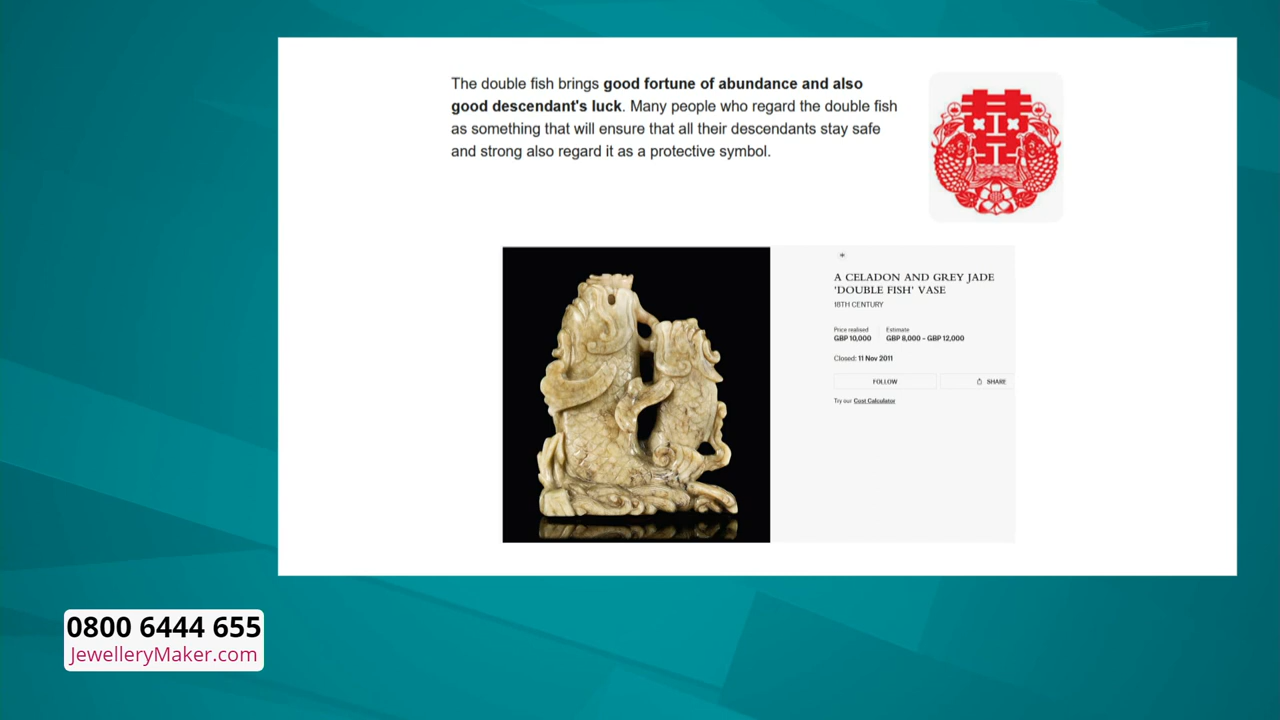 The double fish brings good fortune of abundance and also
good descendant's luck. Many people who regard the double fish
as something that will ensure that all their descendants stay safe
and strong also regard it as a protective symbol.
囍
*
A CELADON AND GREY JADE
'DOUBLE FISH' VASE
18TH CENTURY
Price realised Estimate
GBP 10,000 GBP 8,000 – GBP 12,000
Closed: 11 Nov 2011
FOLLOW SHARE
Try our Cost Calculator
0800 6444 655
JewelleryMaker.com